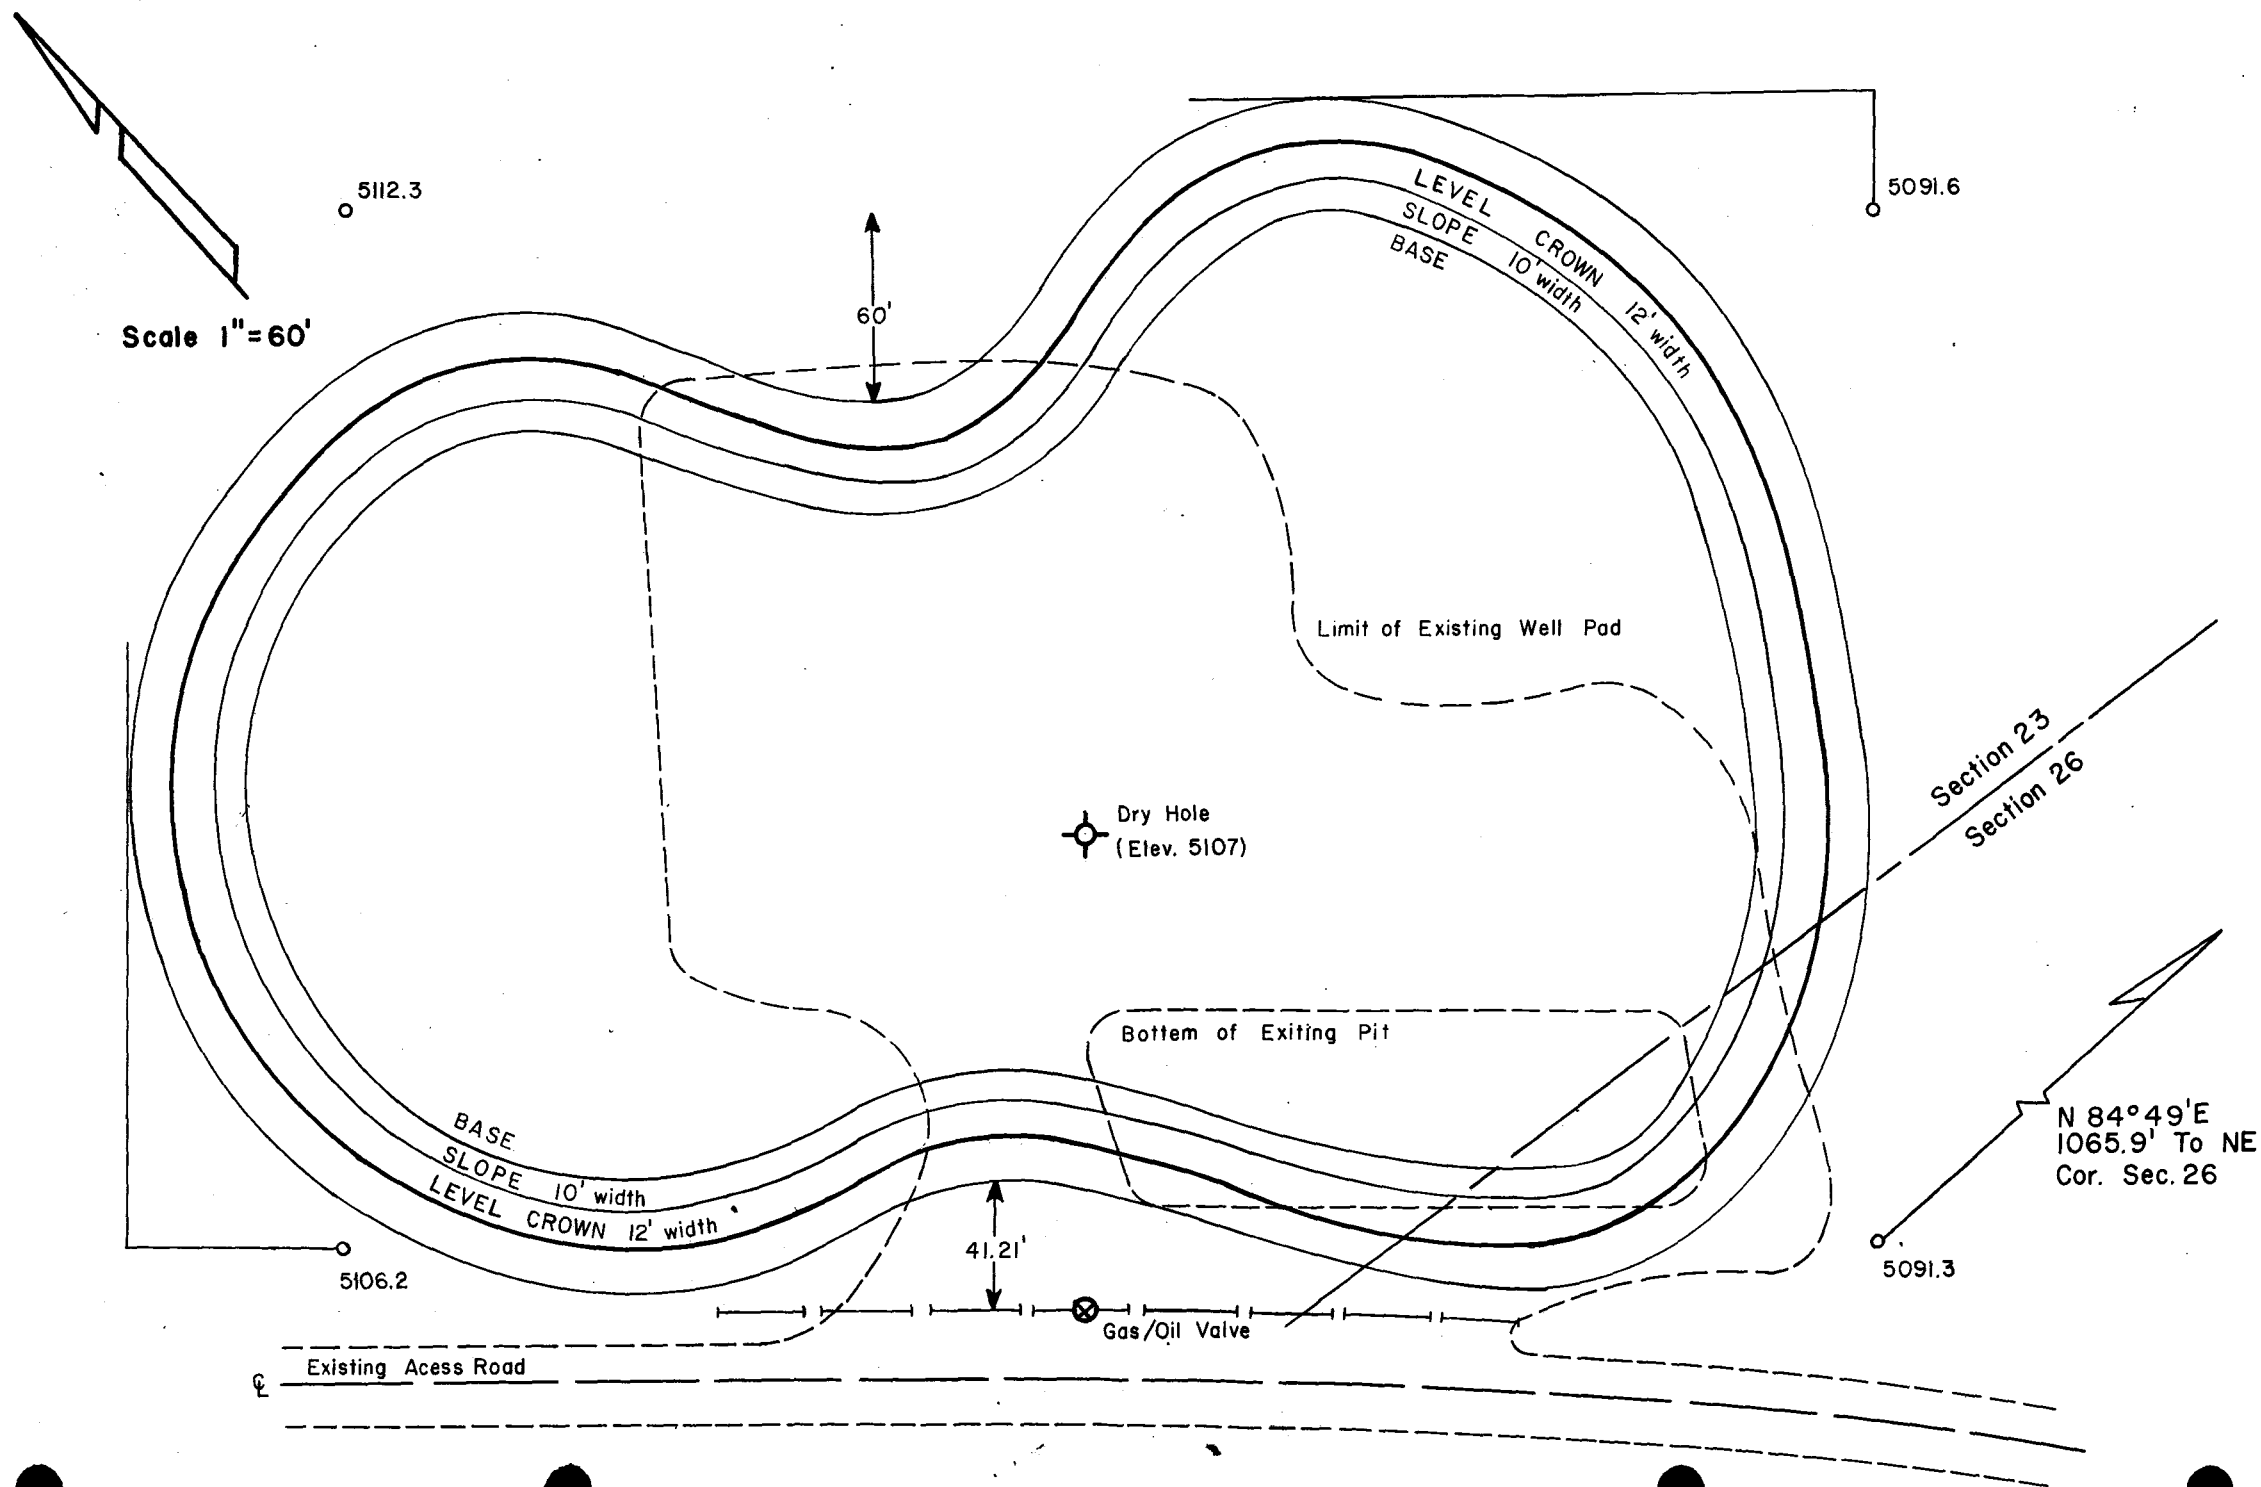 5112.3
5091.6
Scale 1"=60'
60'
LEVEL CROWN 12' width
SLOPE 10' width
BASE
Limit of Existing Well Pad
Section 23
Section 26
Dry Hole
(Elev. 5107)
Bottem of Exiting Pit
N 84°49'E
1065.9' To NE
Cor. Sec. 26
BASE
SLOPE 10' width
LEVEL CROWN 12' width
41.21'
5106.2
5091.3
Gas/Oil Valve
Existing Acess Road
℄